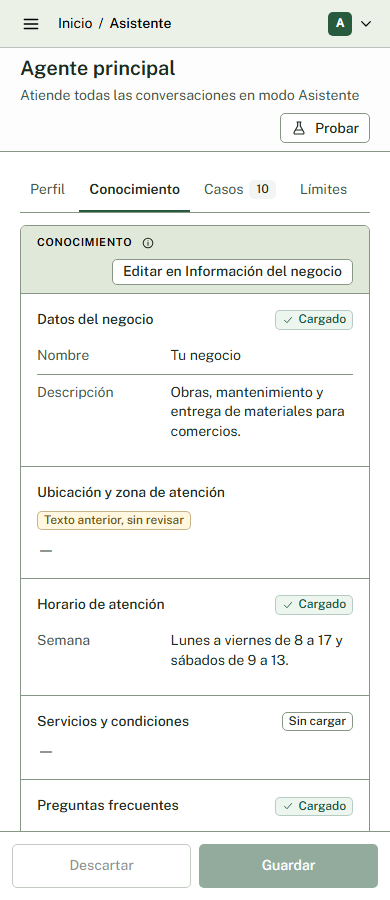 Inicio / Asistente
A
Agente principal
Atiende todas las conversaciones en modo Asistente
Probar
Perfil
Conocimiento
Casos 10
Límites
CONOCIMIENTO
Editar en Información del negocio
Datos del negocio
Cargado
Nombre
Tu negocio
Descripción
Obras, mantenimiento y
entrega de materiales para
comercios.
Ubicación y zona de atención
Texto anterior, sin revisar
—
Horario de atención
Cargado
Semana
Lunes a viernes de 8 a 17 y
sábados de 9 a 13.
Servicios y condiciones
Sin cargar
—
Preguntas frecuentes
Cargado
Descartar
Guardar